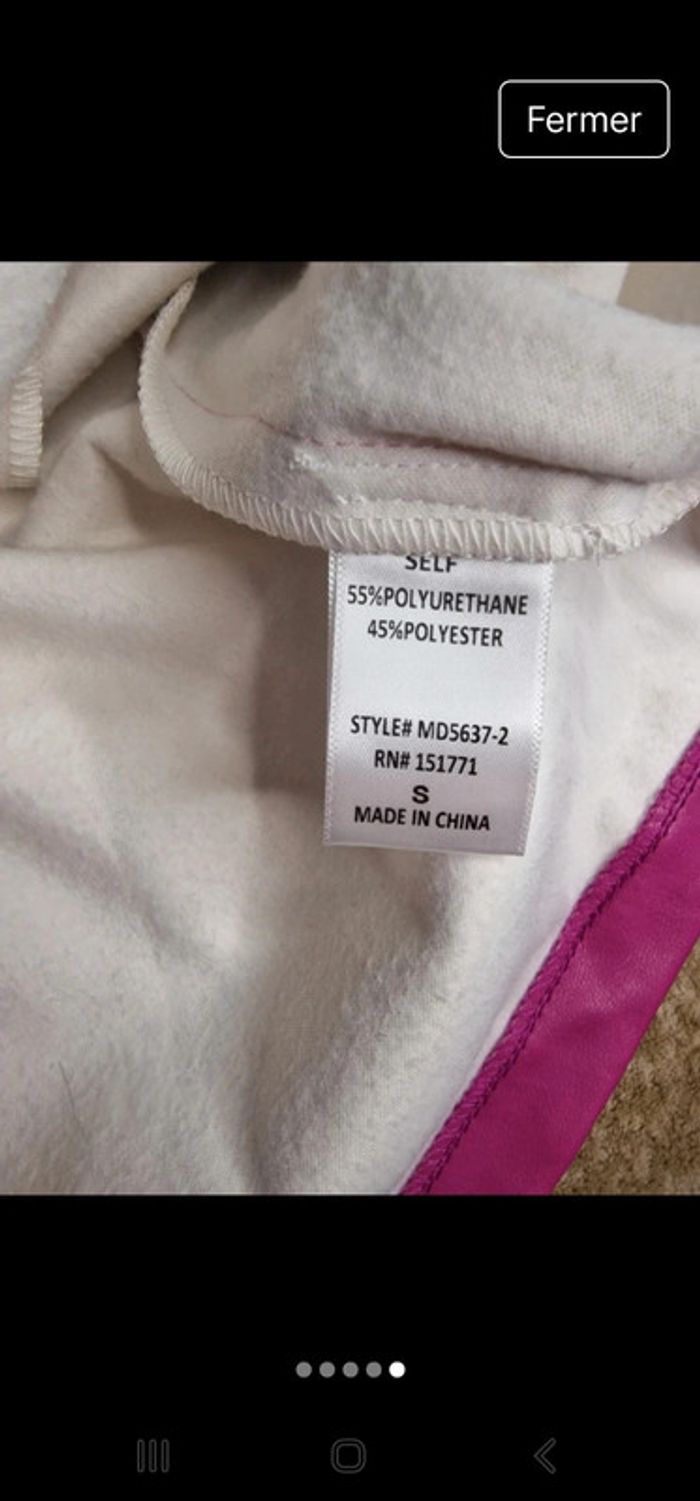 Fermer
SELF
55%POLYURETHANE
45%POLYESTER
STYLE# MD5637-2
RN# 151771
S
MADE IN CHINA